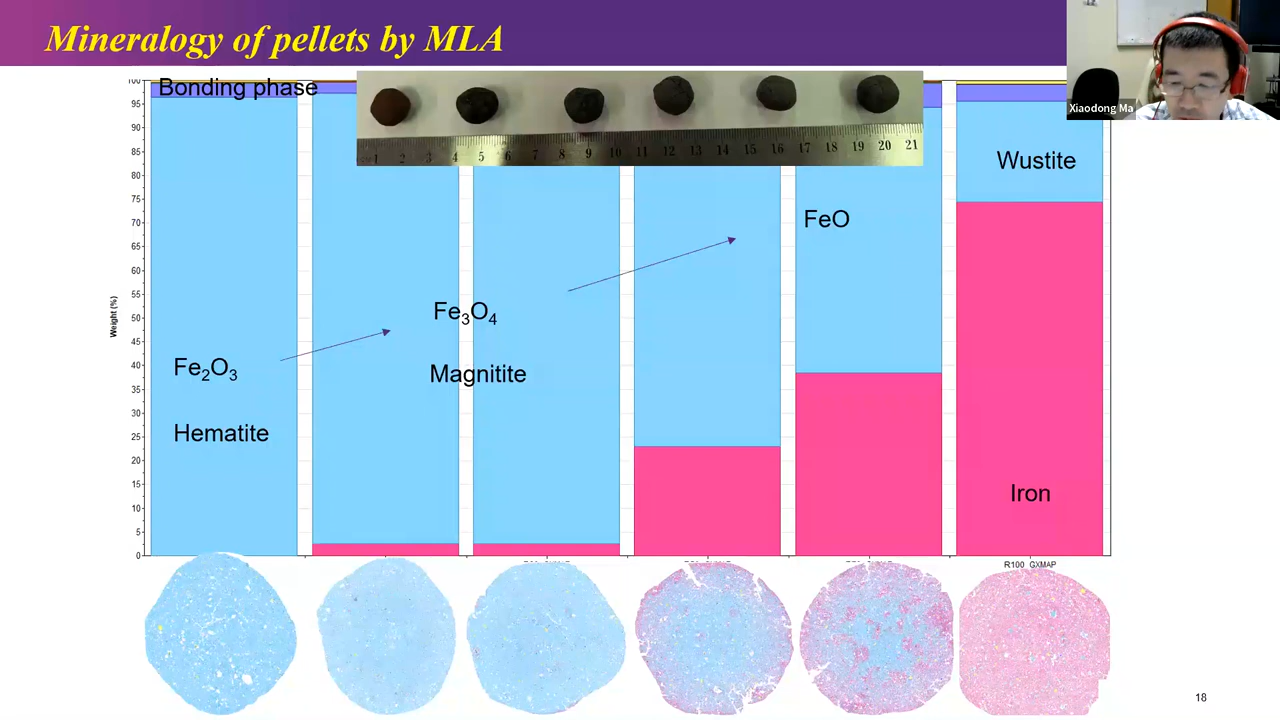 Mineralogy of pellets by MLA
Xiaodong Ma
Bonding phase
1 2 3 4 5 6 7 8 9 10 11 12 13 14 15 16 17 18 19 20 21
Weight (%)
100
95
90
85
80
75
70
65
60
55
50
45
40
35
30
25
20
15
10
5
0
Wustite
FeO
Fe3O4
Magnitite
Fe2O3
Hematite
Iron
R100_GXMAP
18